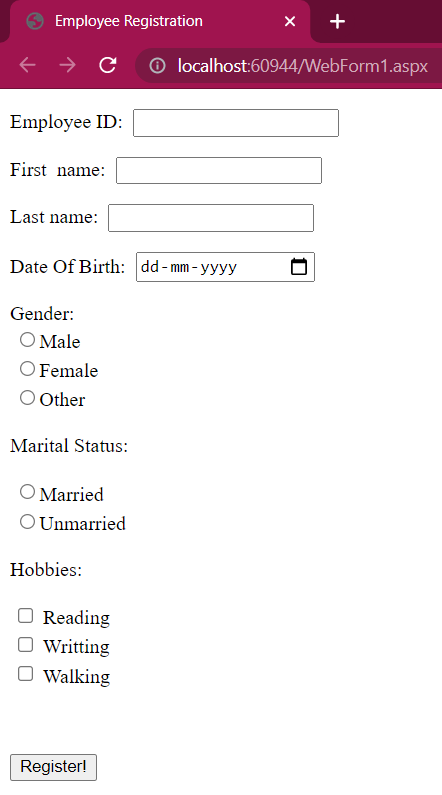 Employee Registration
localhost:60944/WebForm1.aspx
Employee ID:
First  name:
Last name:
Date Of Birth: dd-mm-yyyy
Gender:
Male
Female
Other
Marital Status:
Married
Unmarried
Hobbies:
Reading
Writting
Walking
Register!